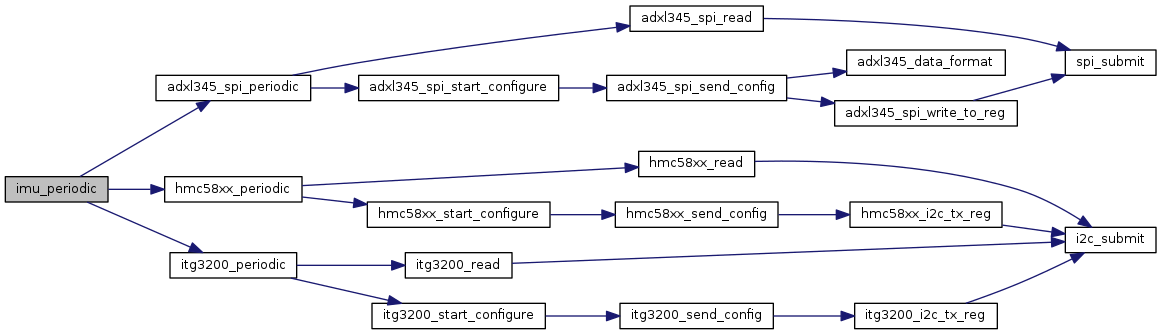 adxl345_spi_read
adxl345_data_format
spi_submit
adxl345_spi_periodic
adxl345_spi_start_configure
adxl345_spi_send_config
adxl345_spi_write_to_reg
hmc58xx_read
imu_periodic
hmc58xx_periodic
hmc58xx_start_configure
hmc58xx_send_config
hmc58xx_i2c_tx_reg
i2c_submit
itg3200_periodic
itg3200_read
itg3200_start_configure
itg3200_send_config
itg3200_i2c_tx_reg